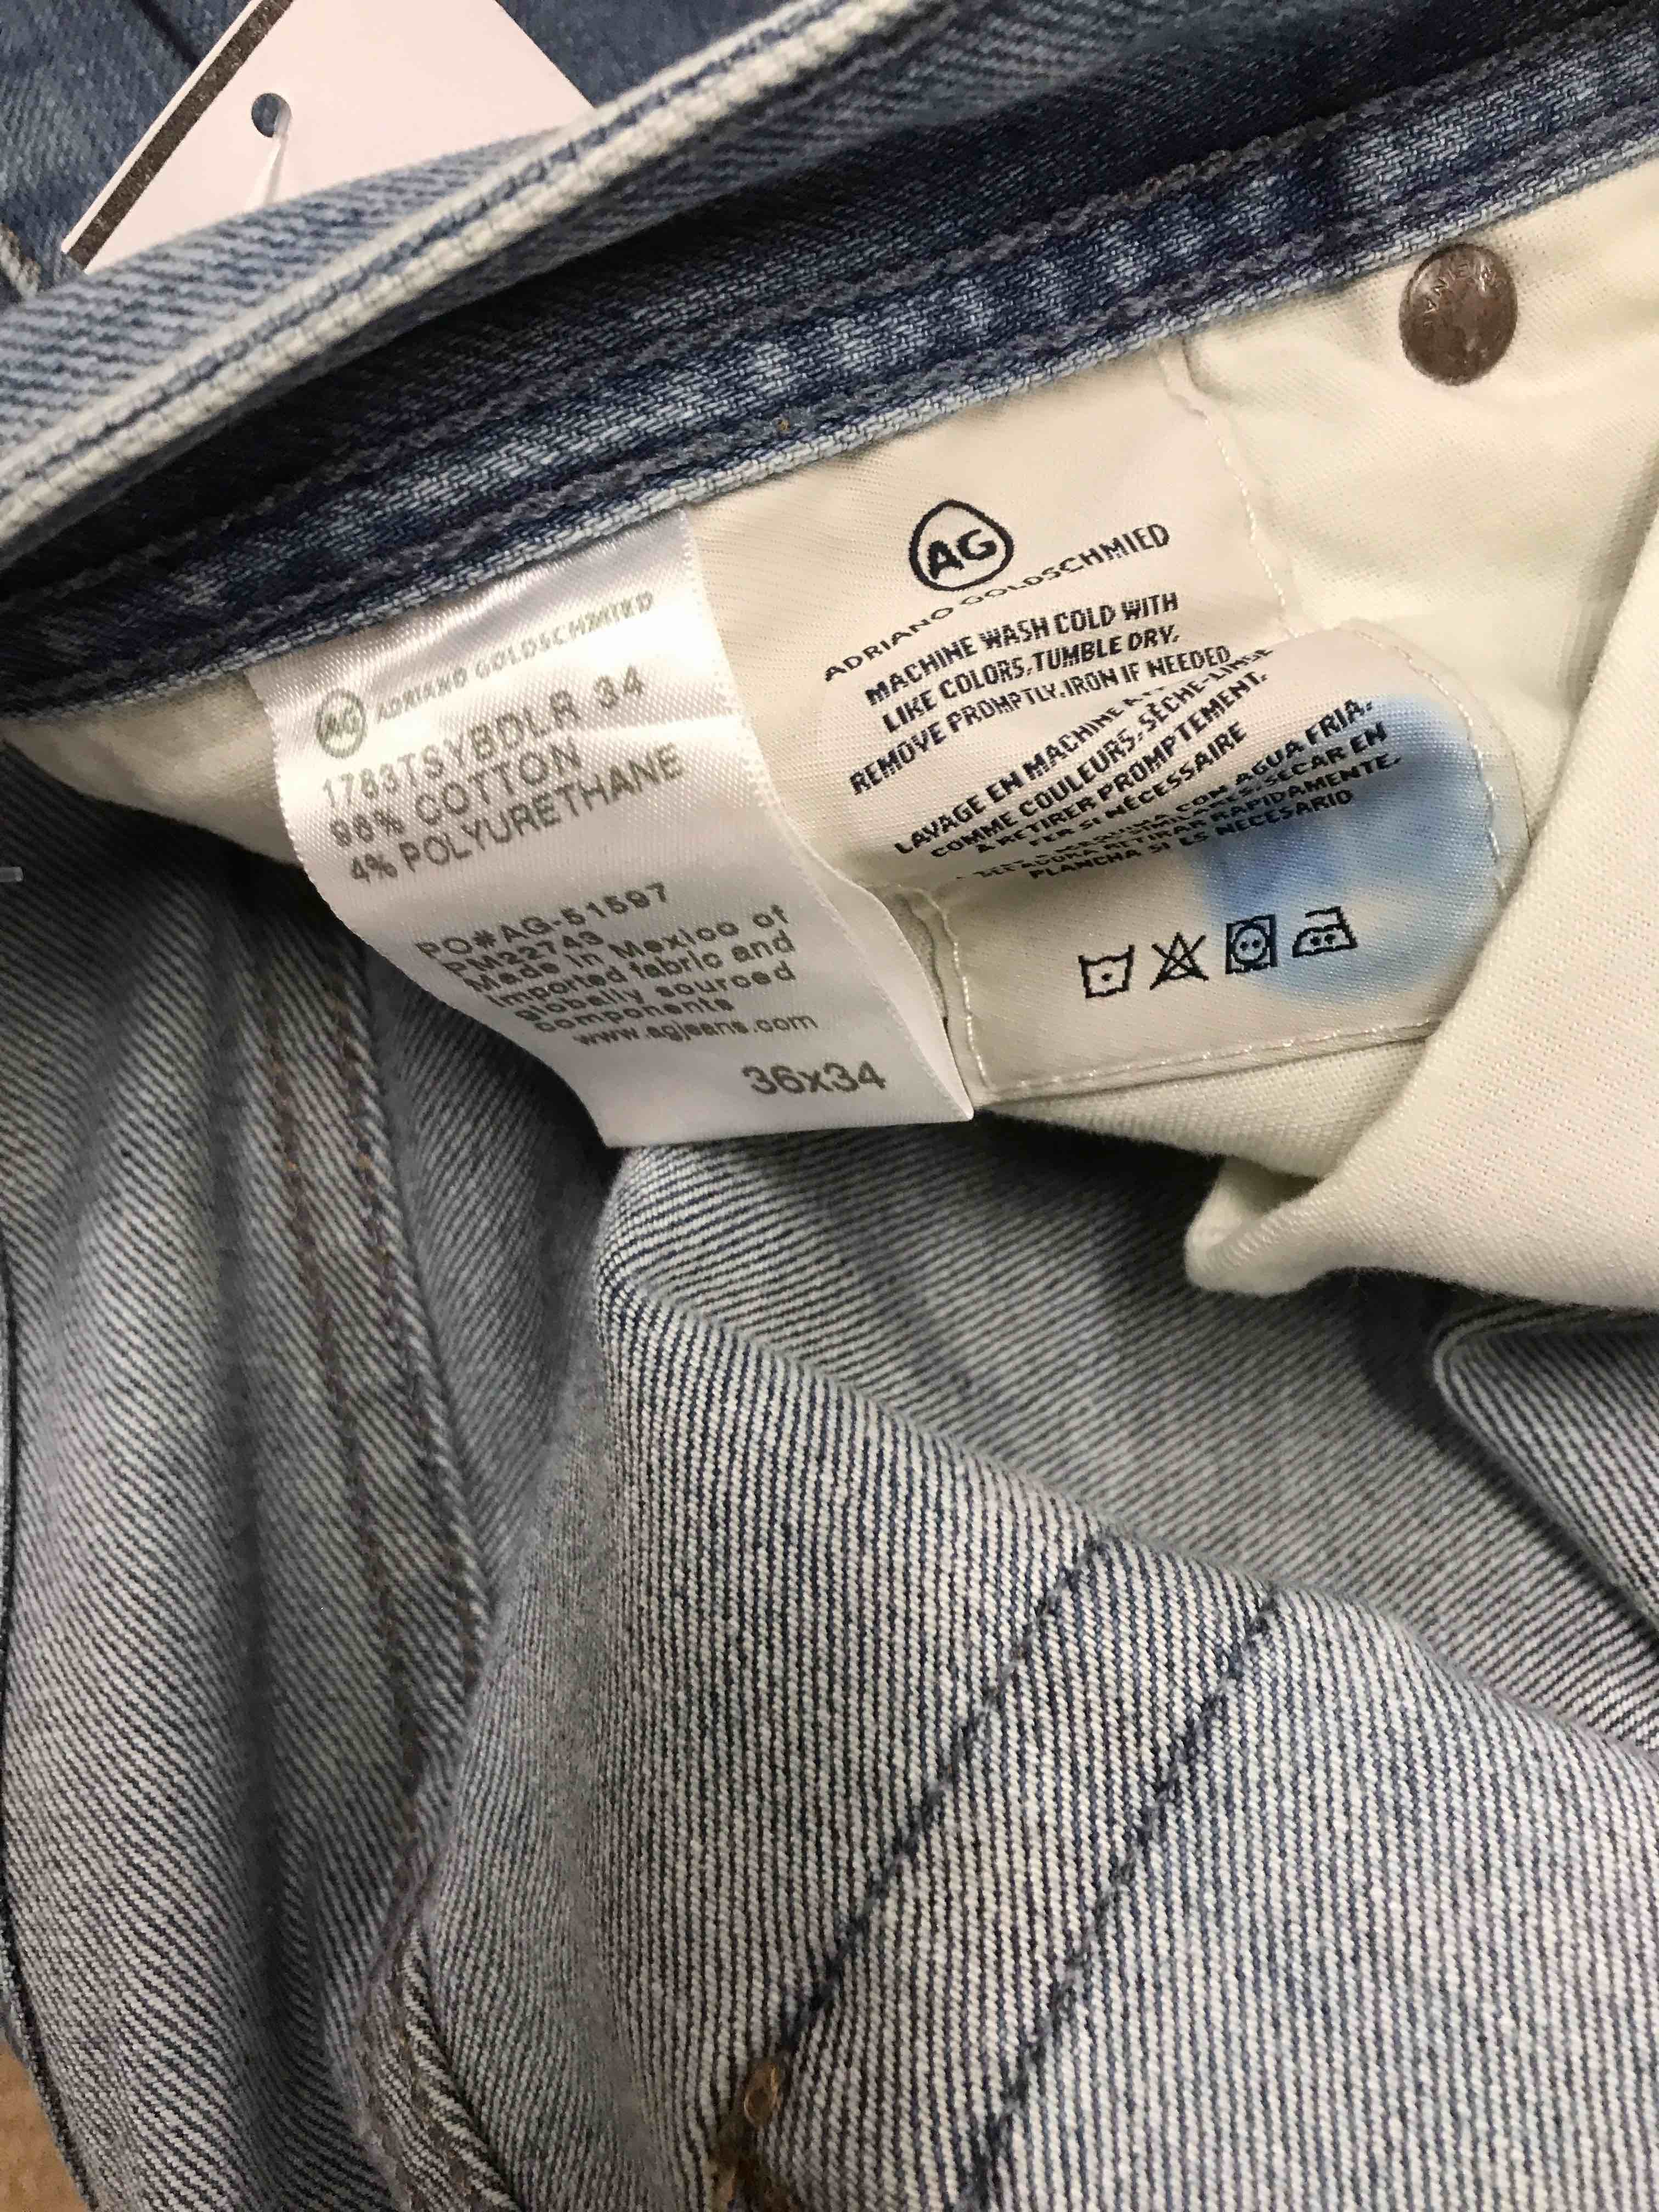 AG ADRIANO GOLDSCHMIED
1783TSYBDLR 34
96% COTTON
4% POLYURETHANE
PO#AG-51597
PM22743
Made in Mexico of
imported fabric and
globally sourced
components
www.agjeans.com
36x34
AG
ADRIANO GOLDSCHMIED
MACHINE WASH COLD WITH
LIKE COLORS.TUMBLE DRY.
REMOVE PROMPTLY.IRON IF NEEDED
LAVAGE EN MACHINE A
COMME COULEURS.SÈCHE-LINGE
A RETIRER PROMPTEMENT.
FER SI NÉCESSAIRE
CON AGUA FRIA.
SIMILARES.SECAR EN
RETIRAR RAPIDAMENTE.
PLANCHA SI ES NECESARIO